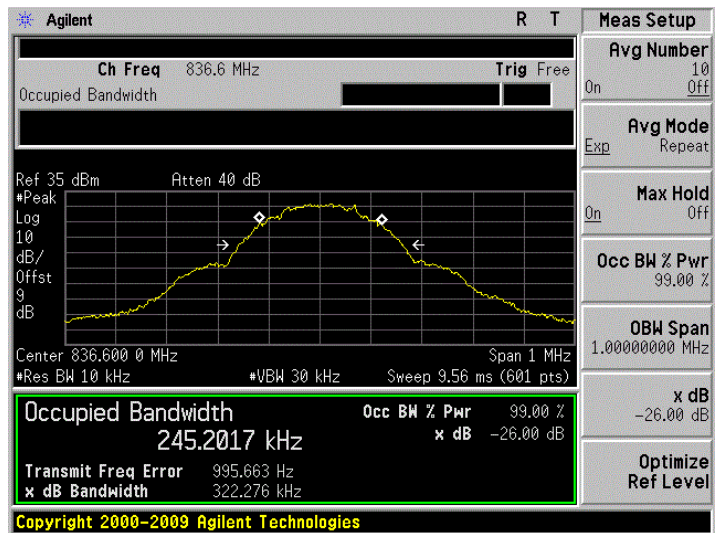 Agilent R T
Ch Freq 836.6 MHz Trig Free
Occupied Bandwidth
Ref 35 dBm Atten 40 dB
#Peak
Log
10
dB/
Offst
9
dB
Center 836.600 0 MHz Span 1 MHz
#Res BW 10 kHz #VBW 30 kHz Sweep 9.56 ms (601 pts)
Occupied Bandwidth Occ BW % Pwr 99.00 %
245.2017 kHz x dB -26.00 dB
Transmit Freq Error 995.663 Hz
x dB Bandwidth 322.276 kHz
Copyright 2000-2009 Agilent Technologies
Meas Setup
Avg Number
10
On Off
Avg Mode
Exp Repeat
Max Hold
On Off
Occ BW % Pwr
99.00 %
OBW Span
1.00000000 MHz
x dB
-26.00 dB
Optimize
Ref Level